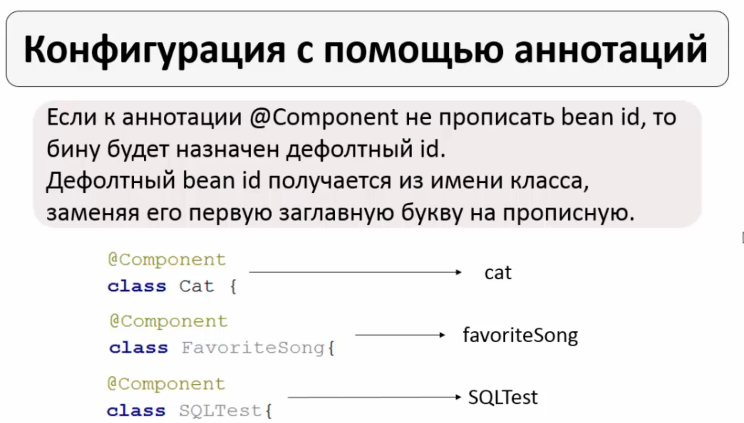 Конфигурация с помощью аннотаций
Если к аннотации @Component не прописать bean id, то
бину будет назначен дефолтный id.
Дефолтный bean id получается из имени класса,
заменяя его первую заглавную букву на прописную.
@Component
class Cat {
cat
@Component
class FavoriteSong{
favoriteSong
@Component
class SQLTest{
SQLTest